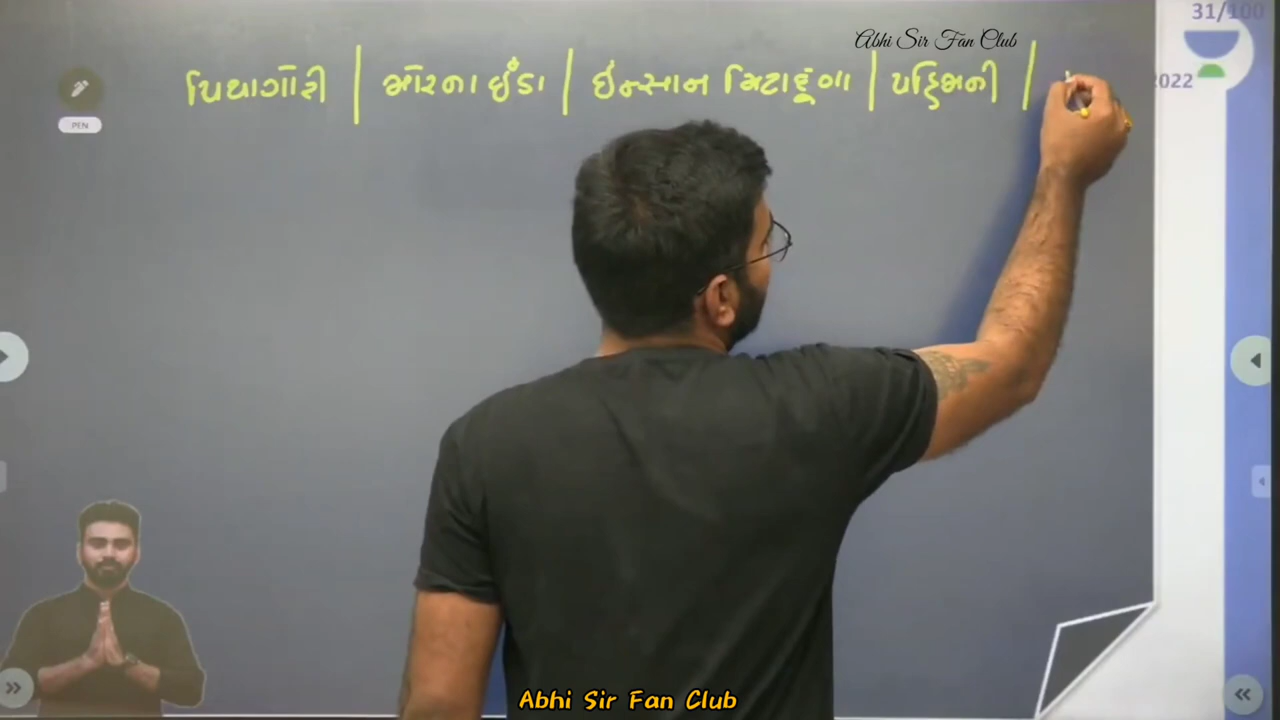 31/100
Abhi Sir Fan Club
પિયાગૉરી | મૉરના ઈંડા | ઇન્સાન મિટાદૂંગા | પદ્મિની |
2022
PEN
Abhi Sir Fan Club